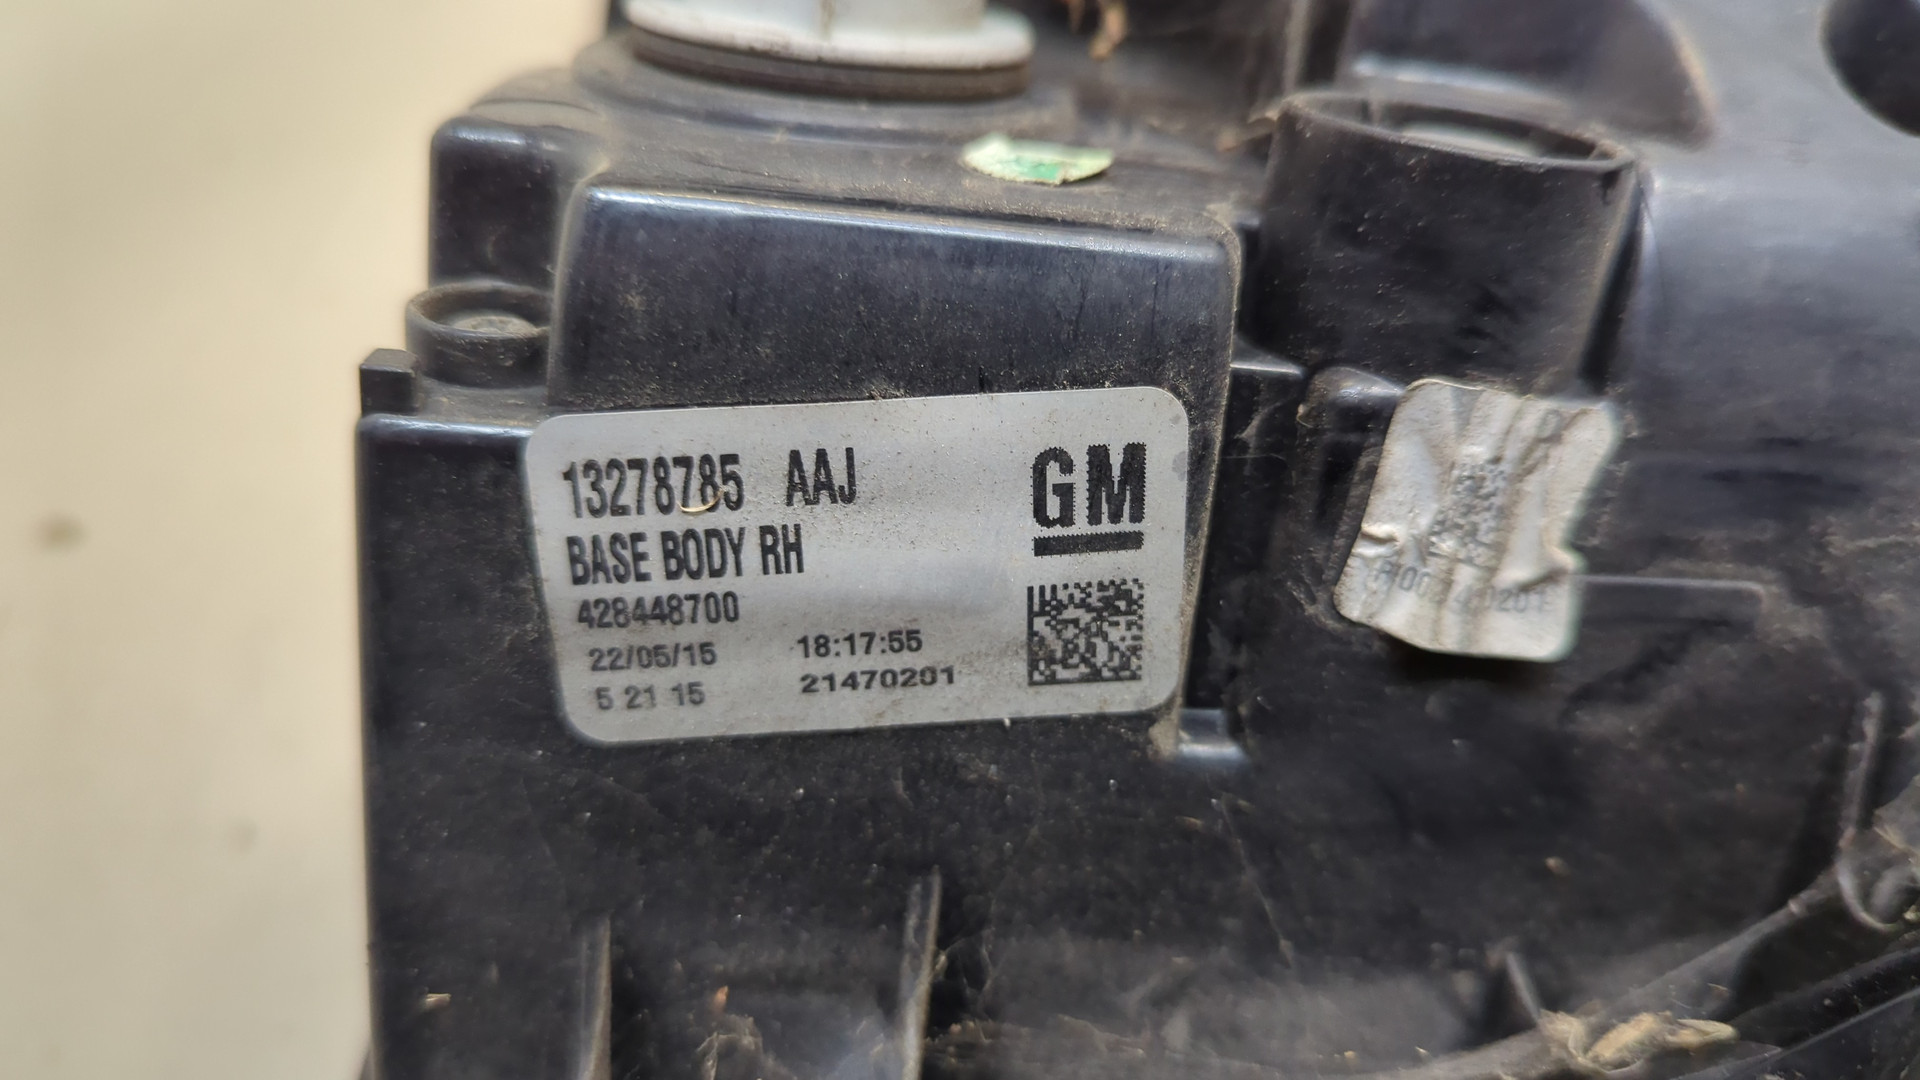 13278785 AAJ
GM
BASE BODY RH
428448700
22/05/15 18:17:55
5 21 15 21470201